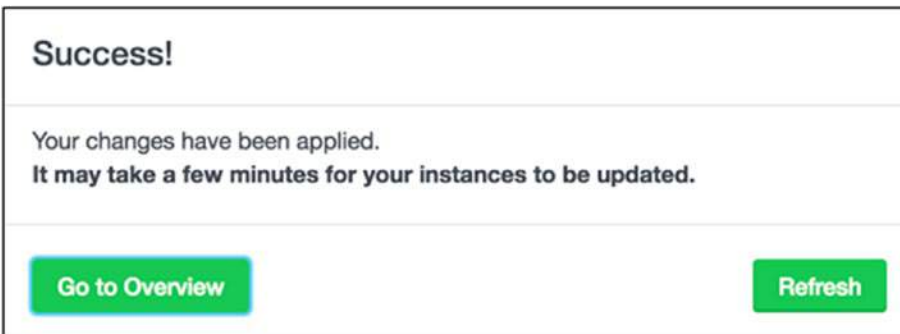 Success!
Your changes have been applied.
It may take a few minutes for your instances to be updated.
Go to Overview
Refresh